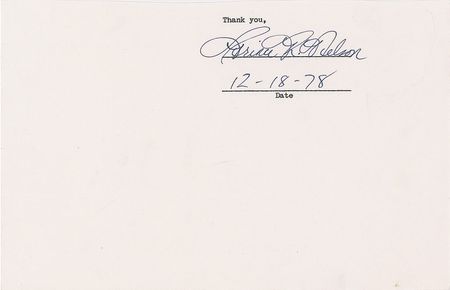 Thank you,
R. Nelson
12-18-78
Date